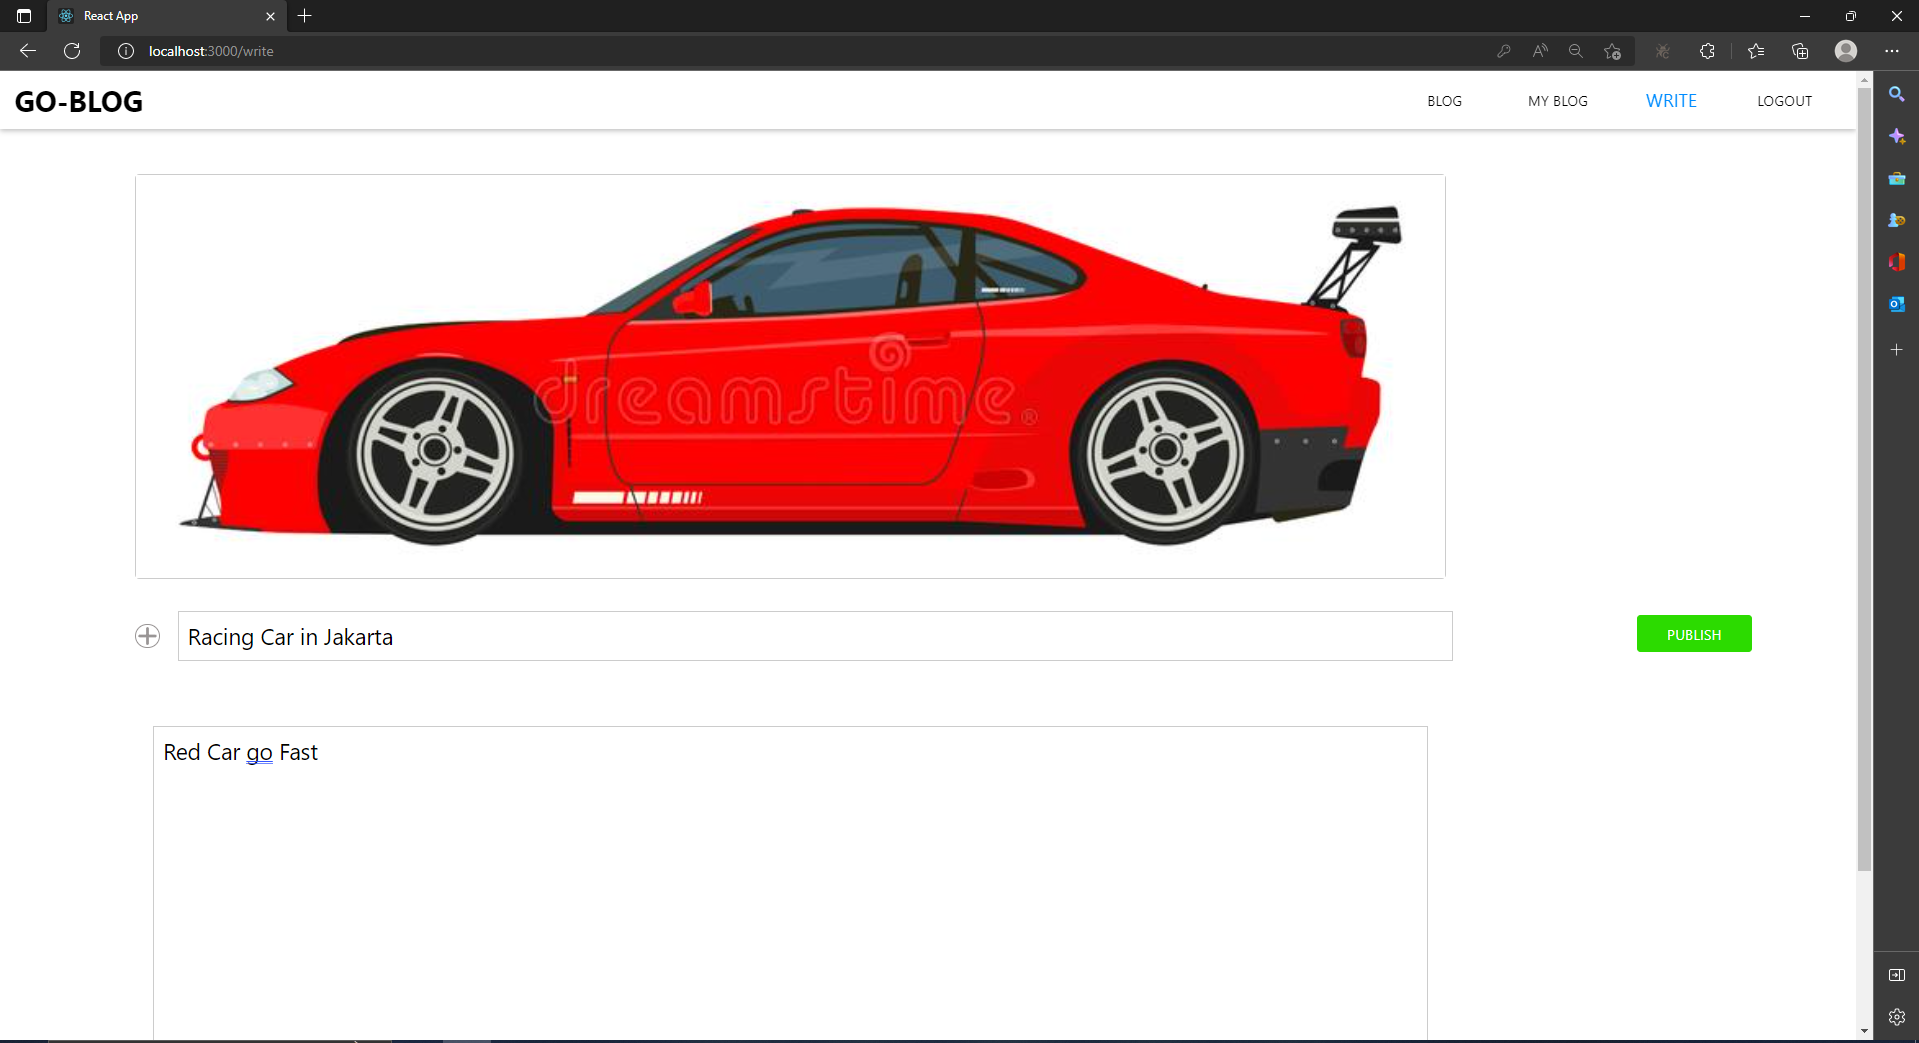 React App
localhost:3000/write
GO-BLOG
BLOG
MY BLOG
WRITE
LOGOUT
dreamstime®
Racing Car in Jakarta
PUBLISH
Red Car go Fast